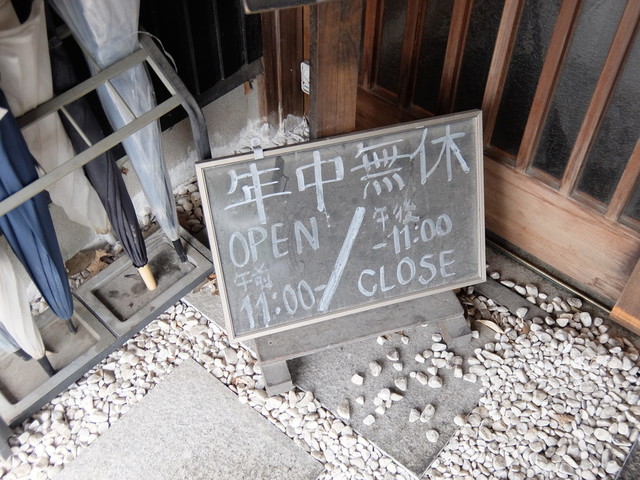 年中無休
OPEN
午前
11:00-
/
午後
-11:00
CLOSE